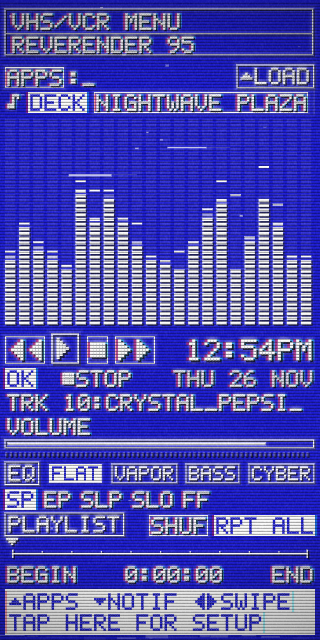 VHS/VCR MENU
REVERENDER 95
APPS:_ ▲LOAD
♪ DECK NIGHTWAVE PLAZA
12:54PM
OK ■STOP THU 26 NOV
TRK 10:CRYSTAL_PEPSI_
VOLUME
EQ FLAT VAPOR BASS CYBER
SP EP SLP SLO FF
PLAYLIST SHUF RPT ALL
BEGIN 0:00:00 END
▲APPS ▼NOTIF ◀▶SWIPE
TAP HERE FOR SETUP